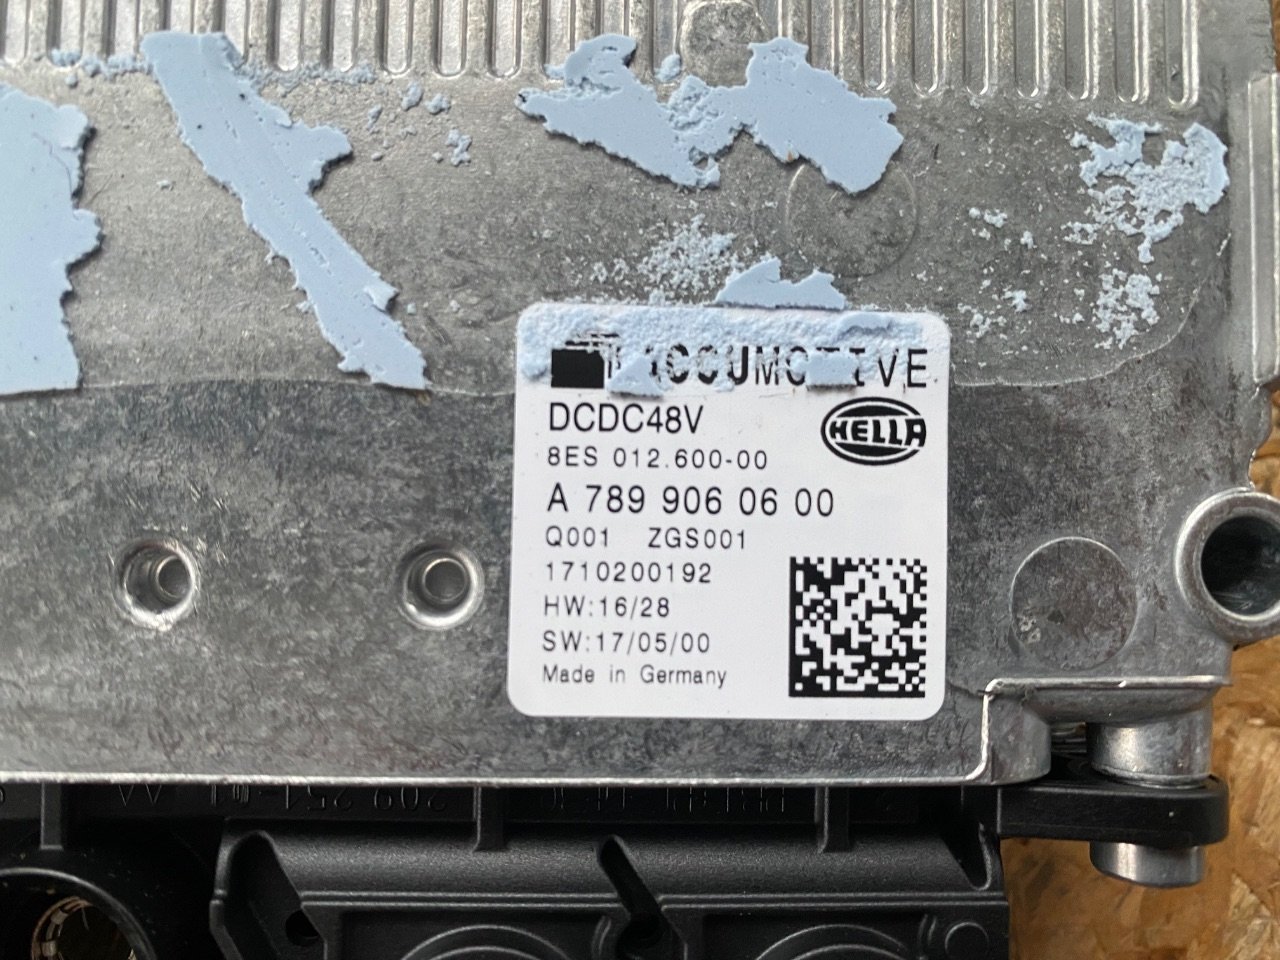 ACCUMOTIVE
DCDC48V
HELLA
8ES 012.600-00
A 789 906 06 00
Q001 ZGS001
1710200192
HW:16/28
SW:17/05/00
Made in Germany